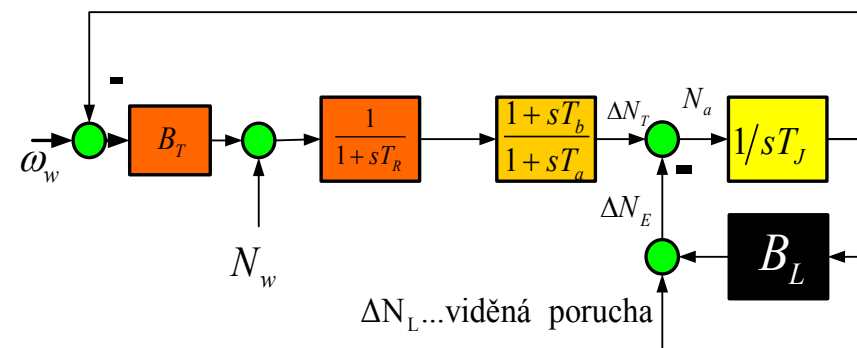 -
ω_w
B_T
N_w
1/(1+sT_R)
(1+sT_b)/(1+sT_a)
ΔN_T
N_a
1/sT_J
-
ΔN_E
B_L
ΔN_L...viděná porucha